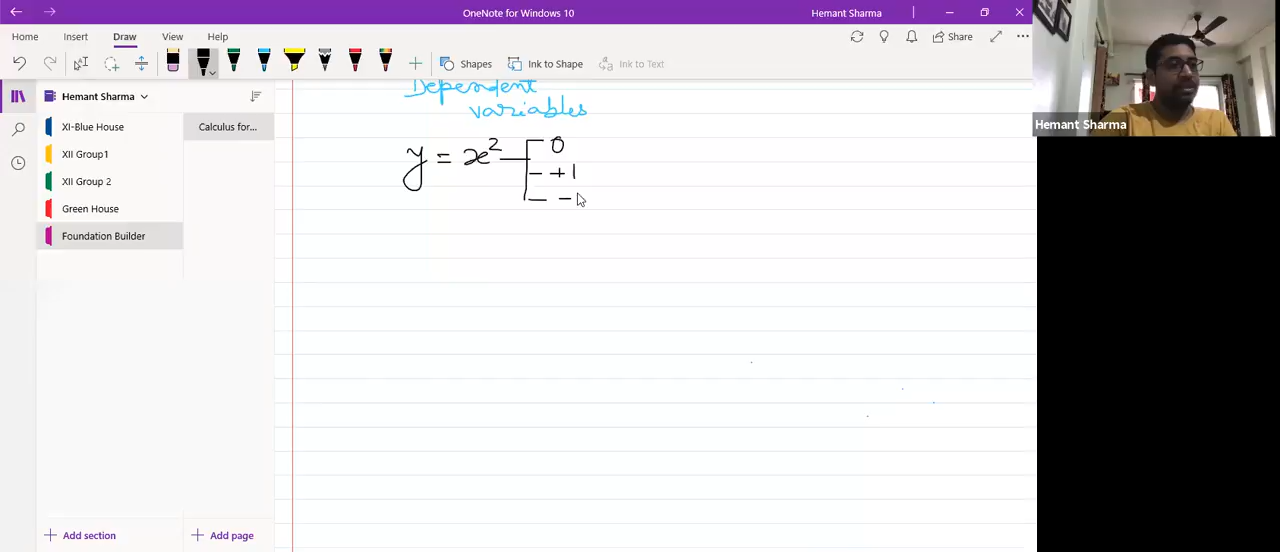 OneNote for Windows 10
Hemant Sharma
Home Insert Draw View Help
Share
Shapes
Ink to Shape
Ink to Text
Hemant Sharma
XI-Blue House
XII Group1
XII Group 2
Green House
Foundation Builder
Calculus for...
Add section
Add page
Dependent
variables
y = x² 0
+1
-
Hemant Sharma